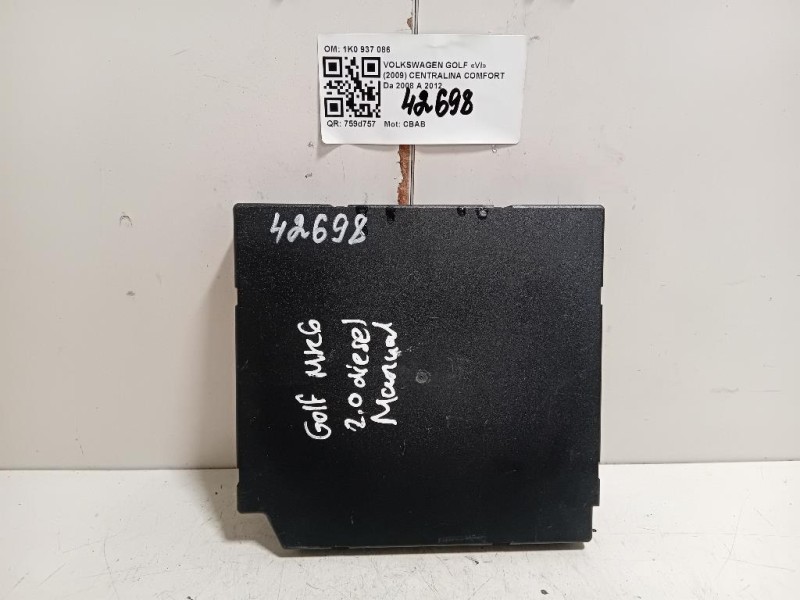 OM: 1K0 937 086
VOLKSWAGEN GOLF «VI»
(2009) CENTRALINA COMFORT
Da 2008 A 2012
42698
QR: 759d757 Mot: CBAB
42698
Golf MK6
2.0 diesel
Manual